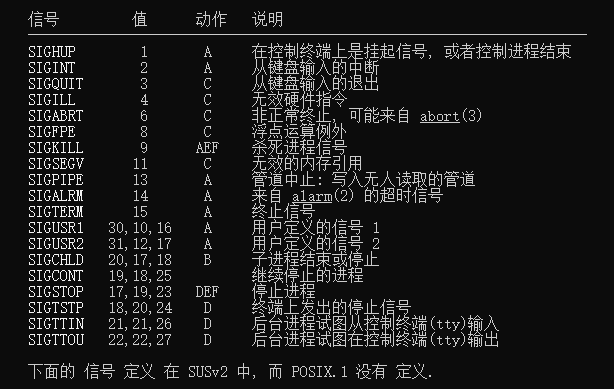 信号 值 动作 说明
SIGHUP 1 A 在控制终端上是挂起信号, 或者控制进程结束
SIGINT 2 A 从键盘输入的中断
SIGQUIT 3 C 从键盘输入的退出
SIGILL 4 C 无效硬件指令
SIGABRT 6 C 非正常终止, 可能来自 abort(3)
SIGFPE 8 C 浮点运算例外
SIGKILL 9 AEF 杀死进程信号
SIGSEGV 11 C 无效的内存引用
SIGPIPE 13 A 管道中止: 写入无人读取的管道
SIGALRM 14 A 来自 alarm(2) 的超时信号
SIGTERM 15 A 终止信号
SIGUSR1 30,10,16 A 用户定义的信号 1
SIGUSR2 31,12,17 A 用户定义的信号 2
SIGCHLD 20,17,18 B 子进程结束或停止
SIGCONT 19,18,25 继续停止的进程
SIGSTOP 17,19,23 DEF 停止进程
SIGTSTP 18,20,24 D 终端上发出的停止信号
SIGTTIN 21,21,26 D 后台进程试图从控制终端(tty)输入
SIGTTOU 22,22,27 D 后台进程试图在控制终端(tty)输出
下面的 信号 定义 在 SUSv2 中, 而 POSIX.1 没有 定义.